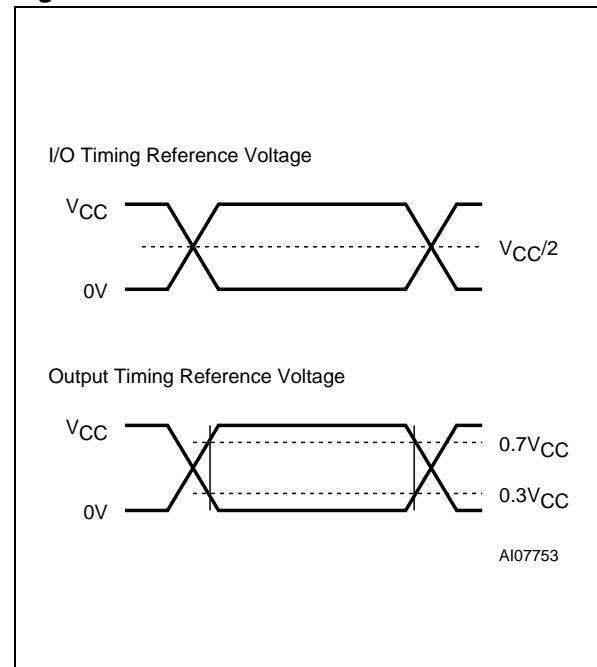 I/O Timing Reference Voltage
VCC
VCC/2
0V
Output Timing Reference Voltage
VCC
0.7VCC
0.3VCC
0V
AI07753